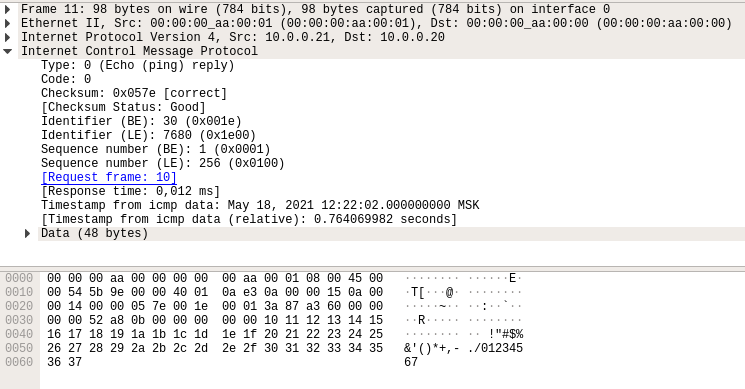 Frame 11: 98 bytes on wire (784 bits), 98 bytes captured (784 bits) on interface 0
Ethernet II, Src: 00:00:00_aa:00:01 (00:00:00:aa:00:01), Dst: 00:00:00_aa:00:00 (00:00:00:aa:00:00)
Internet Protocol Version 4, Src: 10.0.0.21, Dst: 10.0.0.20
Internet Control Message Protocol
Type: 0 (Echo (ping) reply)
Code: 0
Checksum: 0x057e [correct]
[Checksum Status: Good]
Identifier (BE): 30 (0x001e)
Identifier (LE): 7680 (0x1e00)
Sequence number (BE): 1 (0x0001)
Sequence number (LE): 256 (0x0100)
[Request frame: 10]
[Response time: 0,012 ms]
Timestamp from icmp data: May 18, 2021 12:22:02.000000000 MSK
[Timestamp from icmp data (relative): 0.764069982 seconds]
Data (48 bytes)
0000 00 00 00 aa 00 00 00 00 00 aa 00 01 08 00 45 00 ········ ······E·
0010 00 54 5b 9e 00 00 40 01 0a e3 0a 00 00 15 0a 00 ·T[···@· ········
0020 00 14 00 00 05 7e 00 1e 00 01 3a 87 a3 60 00 00 ·····~·· ··:··`··
0030 00 00 52 a8 0b 00 00 00 00 00 10 11 12 13 14 15 ··R····· ········
0040 16 17 18 19 1a 1b 1c 1d 1e 1f 20 21 22 23 24 25 ········ ·· !"#$%
0050 26 27 28 29 2a 2b 2c 2d 2e 2f 30 31 32 33 34 35 &'()*+,- ./012345
0060 36 37 67